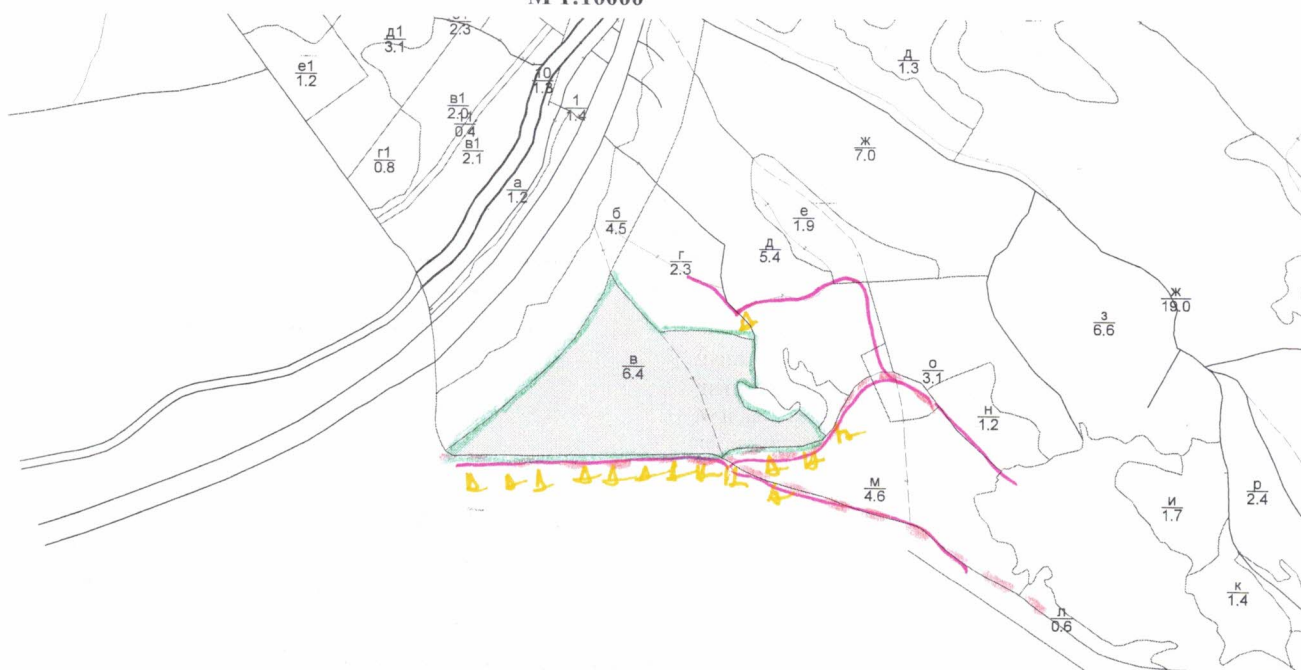 М 1:10000
д1
3.1
2.3
е1
1.2
10
1.3
1
1.4
в1
2.0
0.4
в1
2.1
г1
0.8
а
1.2
д
1.3
ж
7.0
б
4.5
е
1.9
д
5.4
г
2.3
ж
19.0
з
6.6
в
6.4
о
3.1
н
1.2
м
4.6
и
1.7
р
2.4
к
1.4
л
0.6